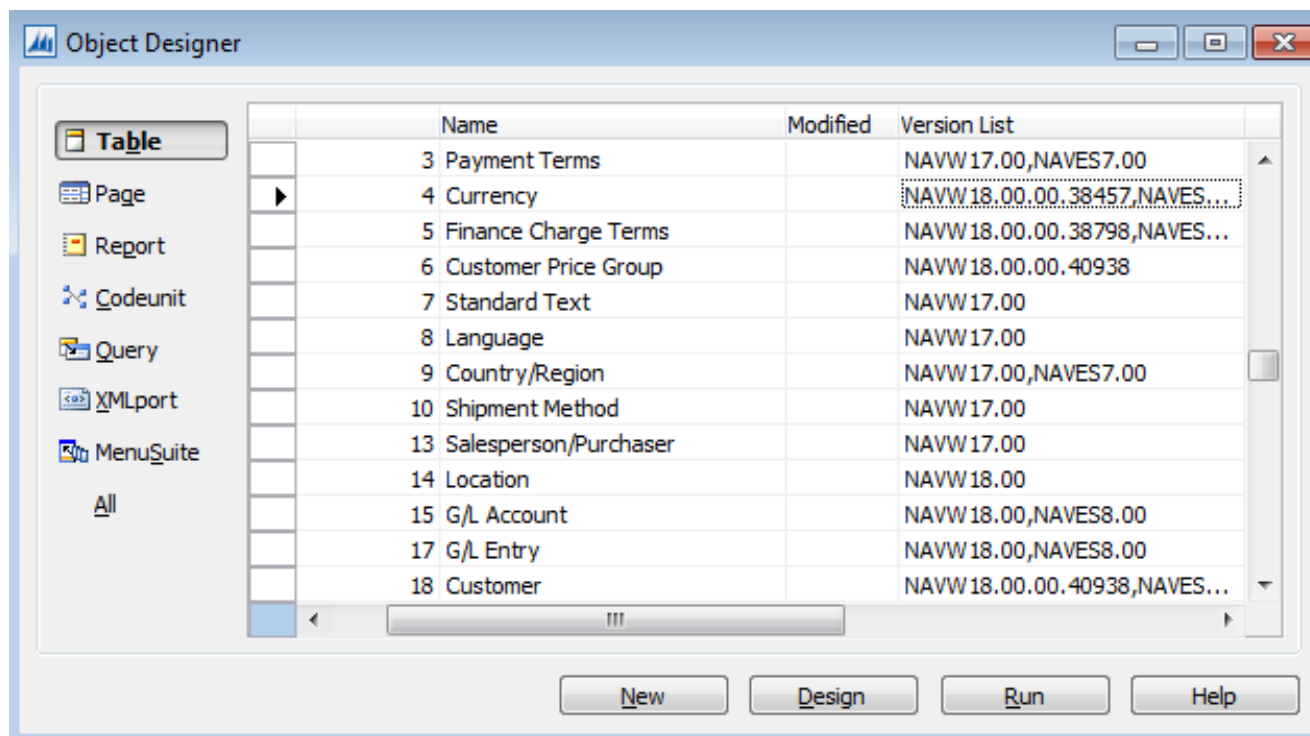 Object Designer
Table
Page
Report
Codeunit
Query
XMLport
MenuSuite
All
Name Modified Version List
3 Payment Terms NAVW17.00,NAVES7.00
4 Currency NAVW18.00.00.38457,NAVES...
5 Finance Charge Terms NAVW18.00.00.38798,NAVES...
6 Customer Price Group NAVW18.00.00.40938
7 Standard Text NAVW17.00
8 Language NAVW17.00
9 Country/Region NAVW17.00,NAVES7.00
10 Shipment Method NAVW17.00
13 Salesperson/Purchaser NAVW17.00
14 Location NAVW18.00
15 G/L Account NAVW18.00,NAVES8.00
17 G/L Entry NAVW18.00,NAVES8.00
18 Customer NAVW18.00.00.40938,NAVES...
New Design Run Help